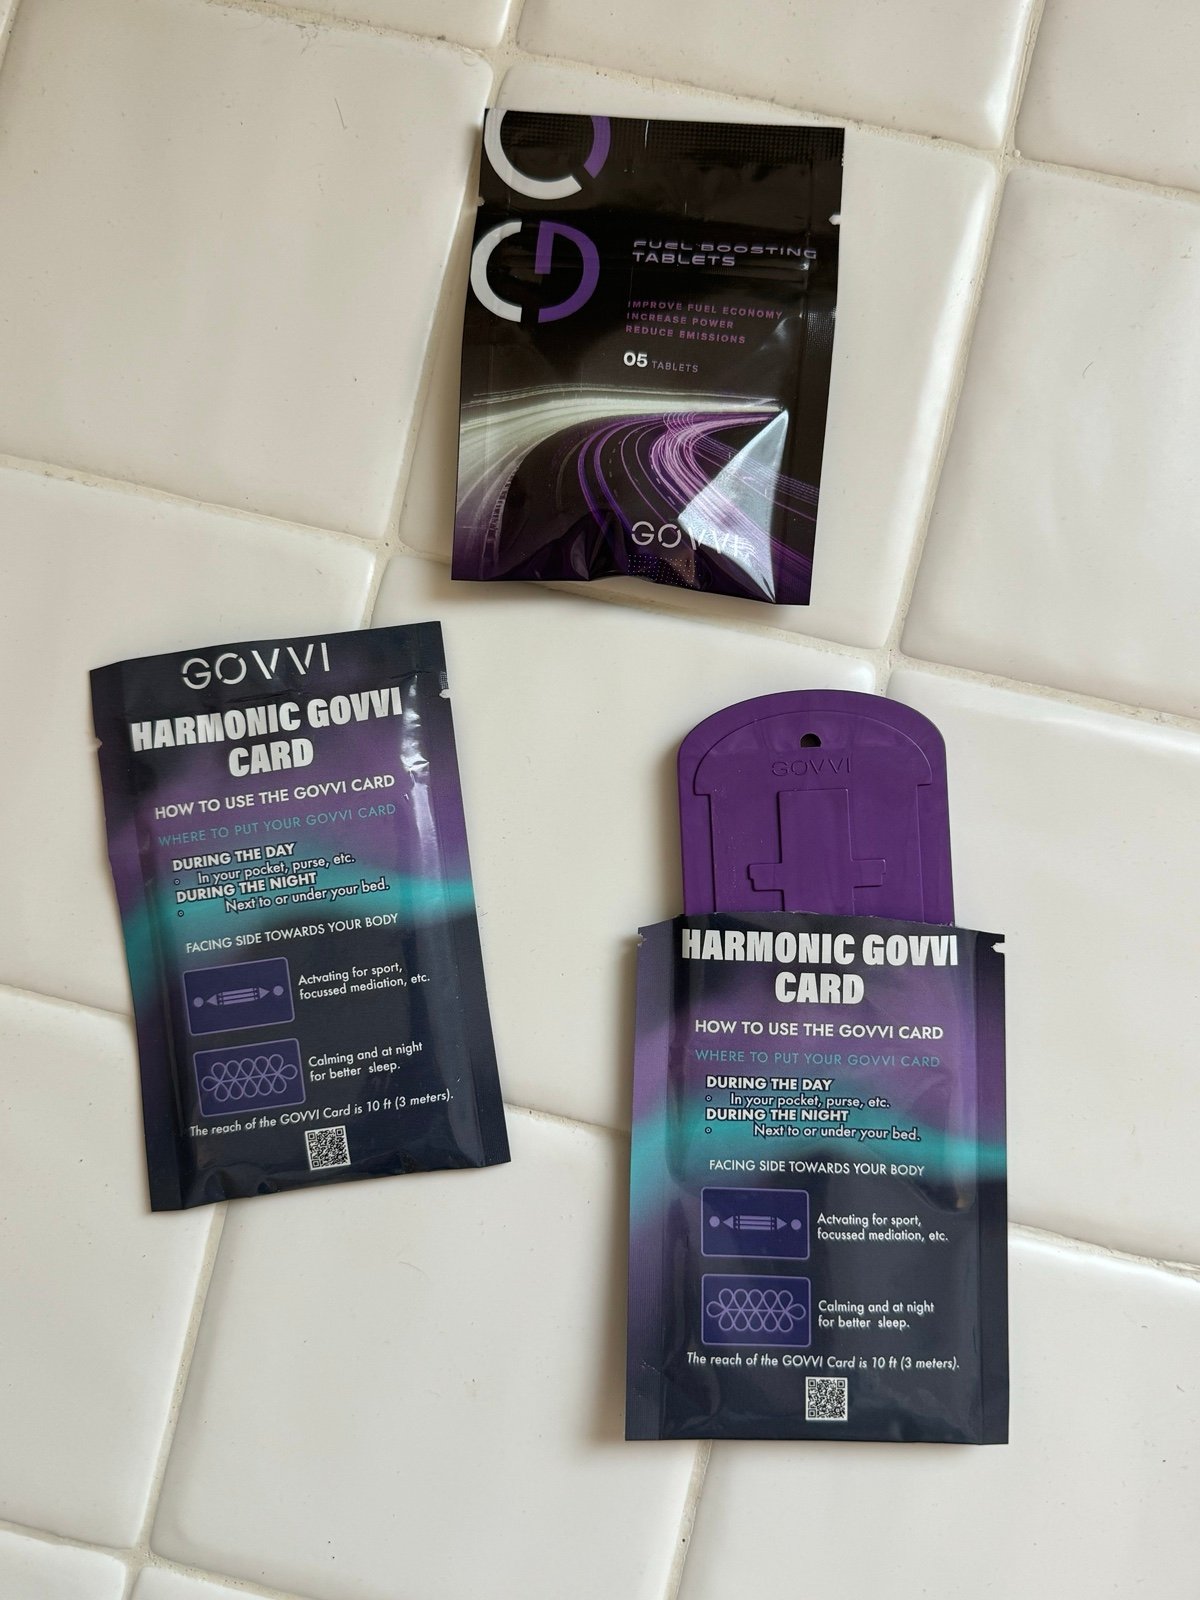 FUEL BOOSTING
TABLETS
IMPROVE FUEL ECONOMY
INCREASE POWER
REDUCE EMISSIONS
05 TABLETS
GOVVI
GOVVI
HARMONIC GOVVI
CARD
HOW TO USE THE GOVVI CARD
WHERE TO PUT YOUR GOVVI CARD
DURING THE DAY
◦ In your pocket, purse, etc.
DURING THE NIGHT
◦ Next to or under your bed.
FACING SIDE TOWARDS YOUR BODY
Actvating for sport,
focussed mediation, etc.
Calming and at night
for better sleep.
The reach of the GOVVI Card is 10 ft (3 meters).
GOVVI
HARMONIC GOVVI
CARD
HOW TO USE THE GOVVI CARD
WHERE TO PUT YOUR GOVVI CARD
DURING THE DAY
◦ In your pocket, purse, etc.
DURING THE NIGHT
◦ Next to or under your bed.
FACING SIDE TOWARDS YOUR BODY
Actvating for sport,
focussed mediation, etc.
Calming and at night
for better sleep.
The reach of the GOVVI Card is 10 ft (3 meters).